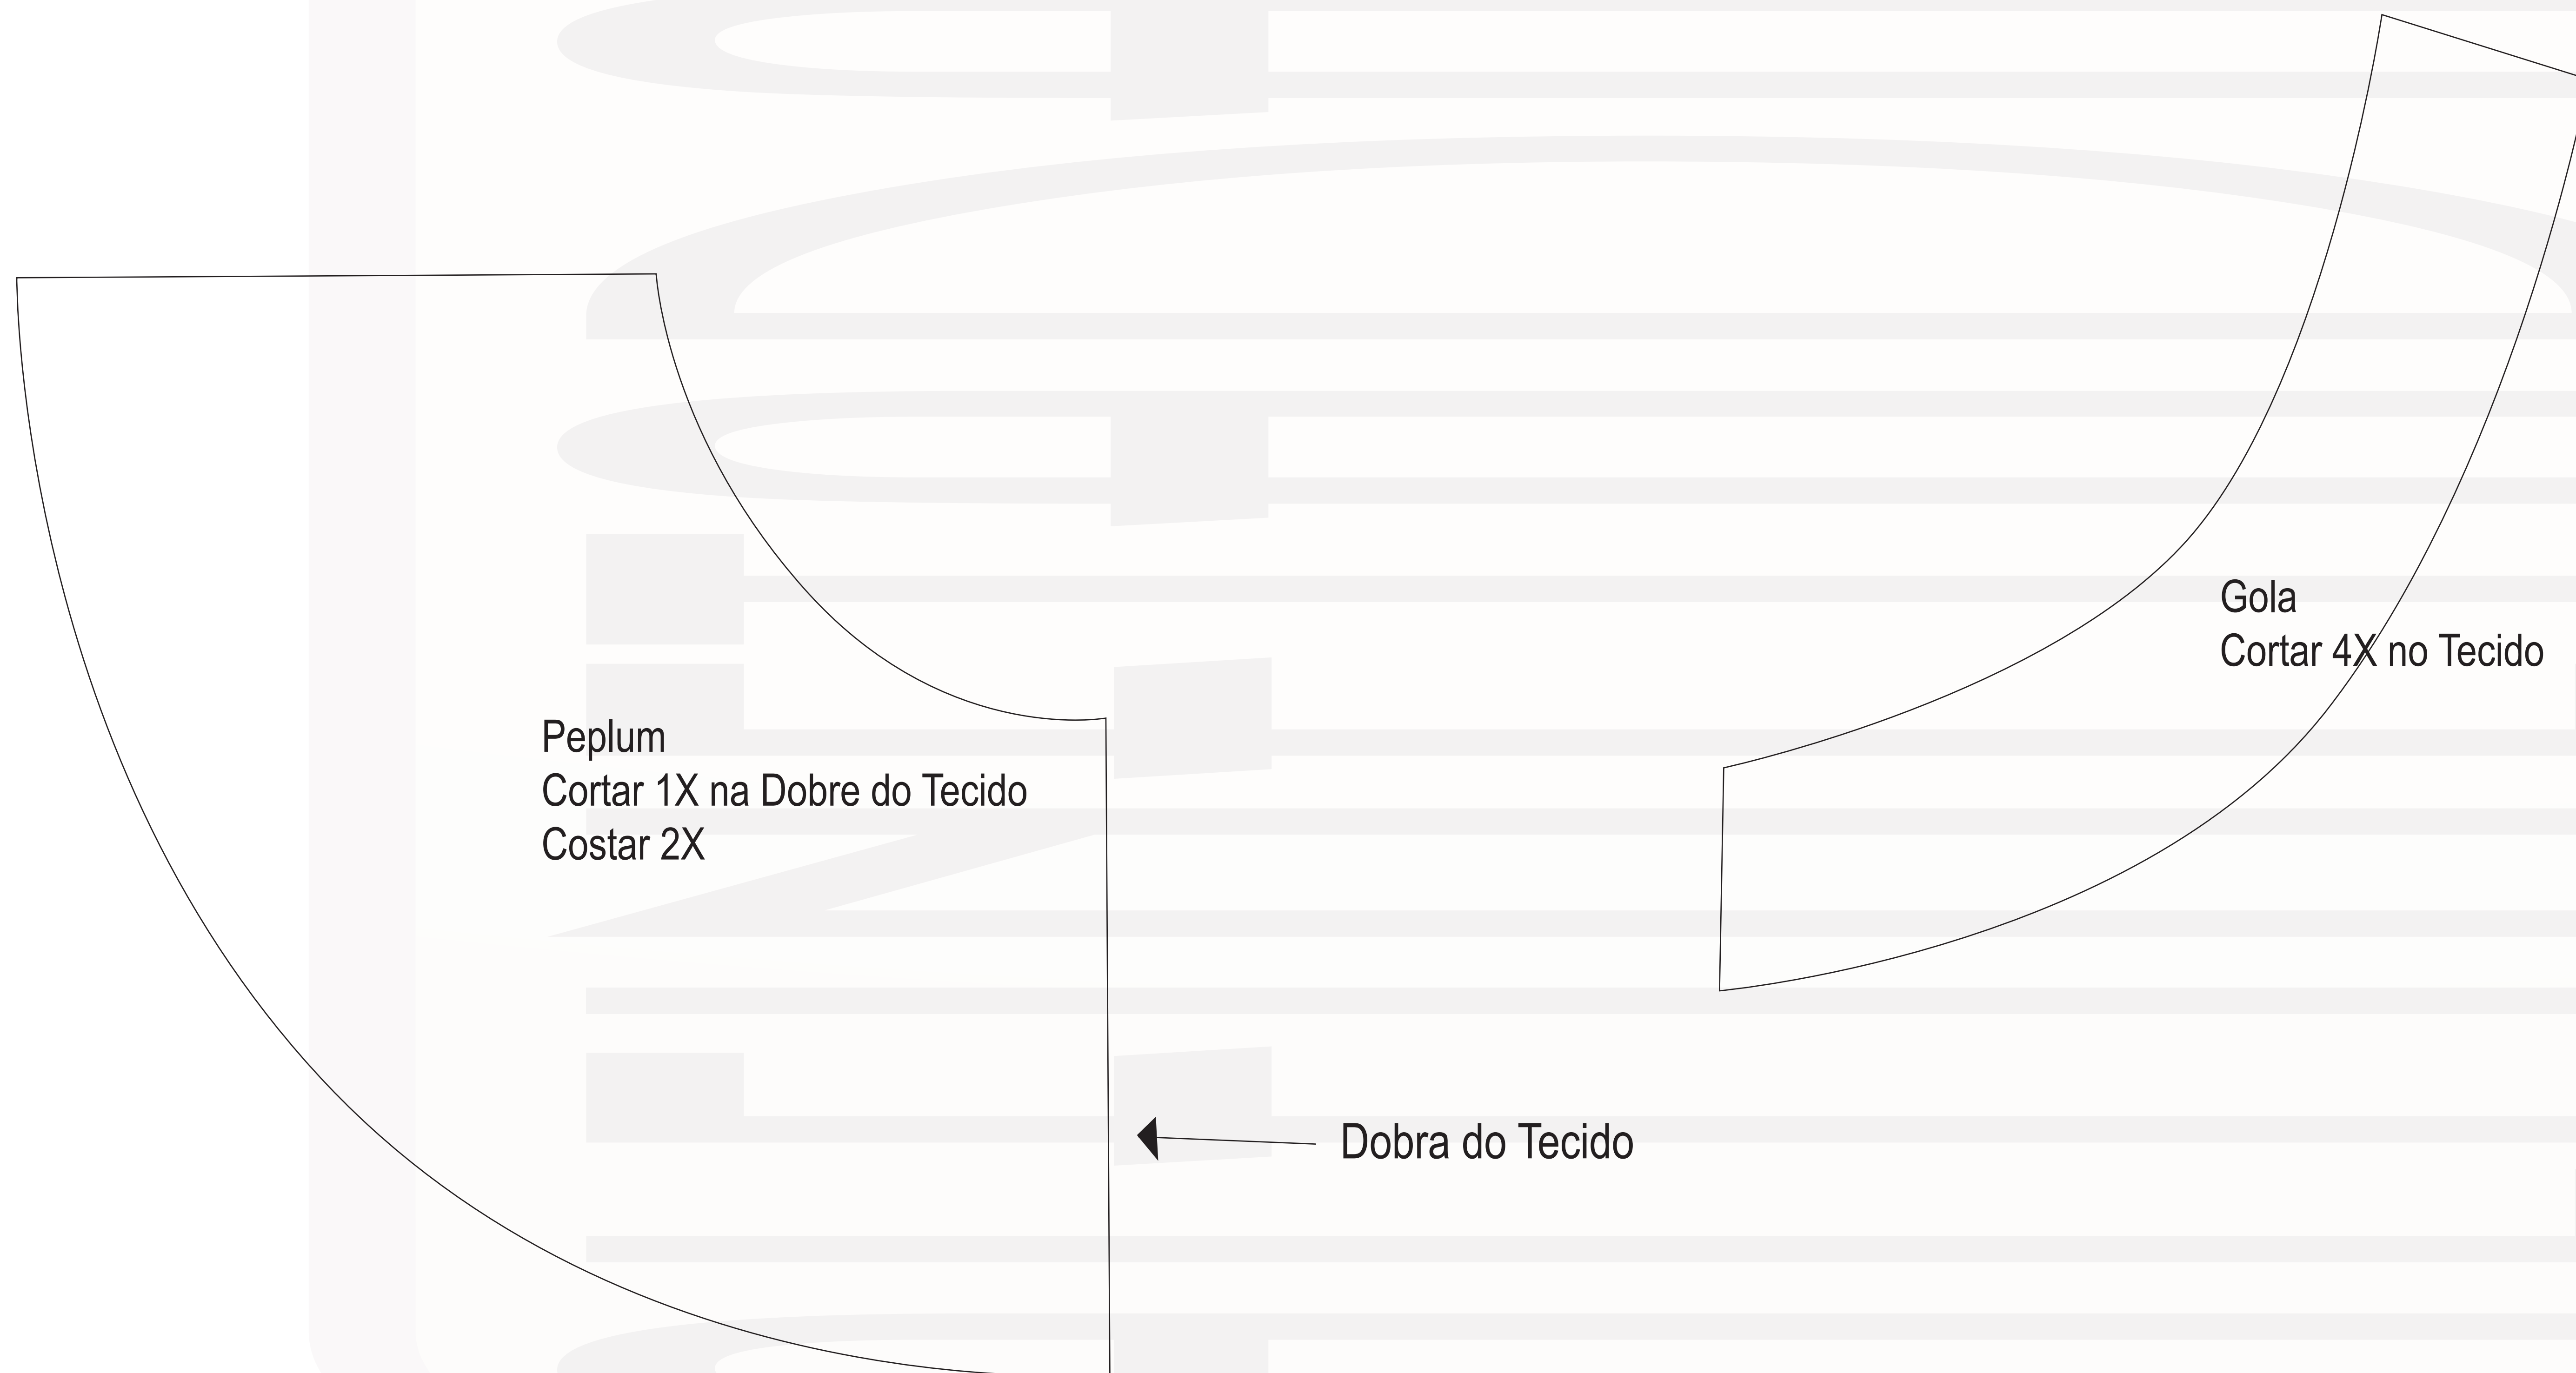 Peplum
Cortar 1X na Dobre do Tecido
Costar 2X
Dobra do Tecido
Gola
Cortar 4X no Tecido